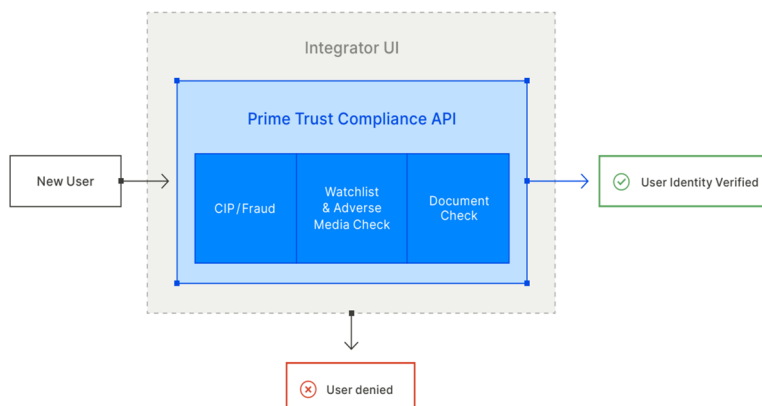 Integrator UI
Prime Trust Compliance API
New User
CIP/Fraud
Watchlist
& Adverse
Media Check
Document
Check
User Identity Verified
User denied